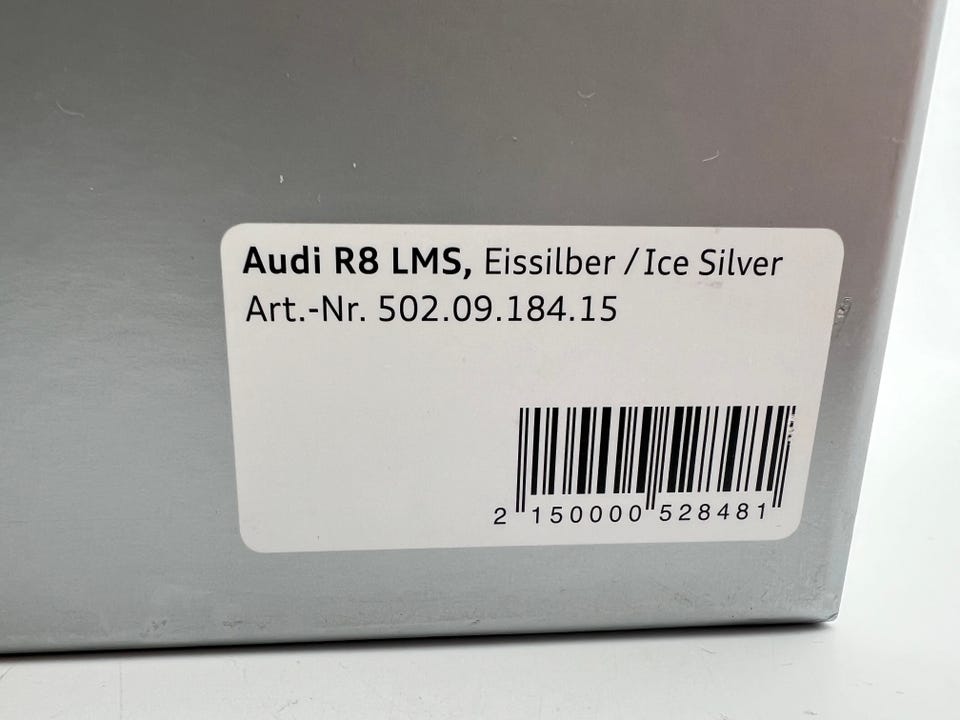 Audi R8 LMS, Eissilber / Ice Silver
Art.-Nr. 502.09.184.15
2 150000 528481